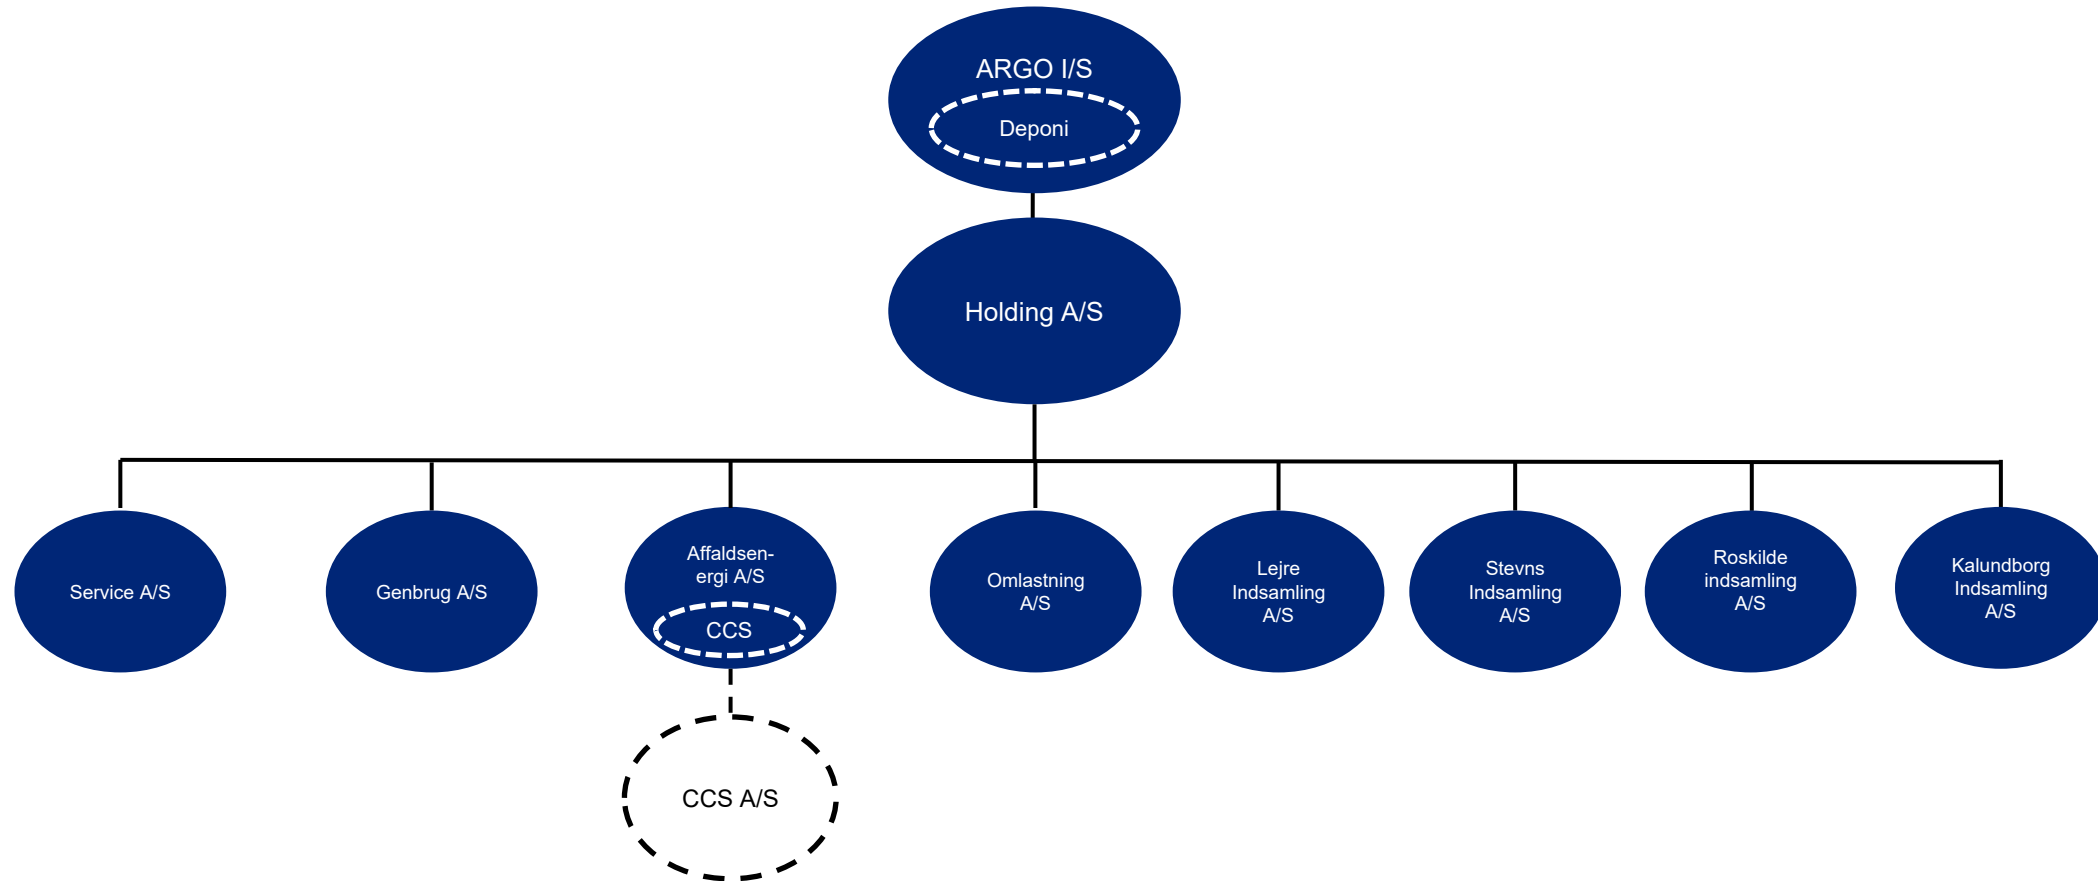 ARGO I/S
Deponi
Holding A/S
Service A/S
Genbrug A/S
Affaldsen-
ergi A/S
CCS
Omlastning
A/S
Lejre
Indsamling
A/S
Stevns
Indsamling
A/S
Roskilde
indsamling
A/S
Kalundborg
Indsamling
A/S
CCS A/S